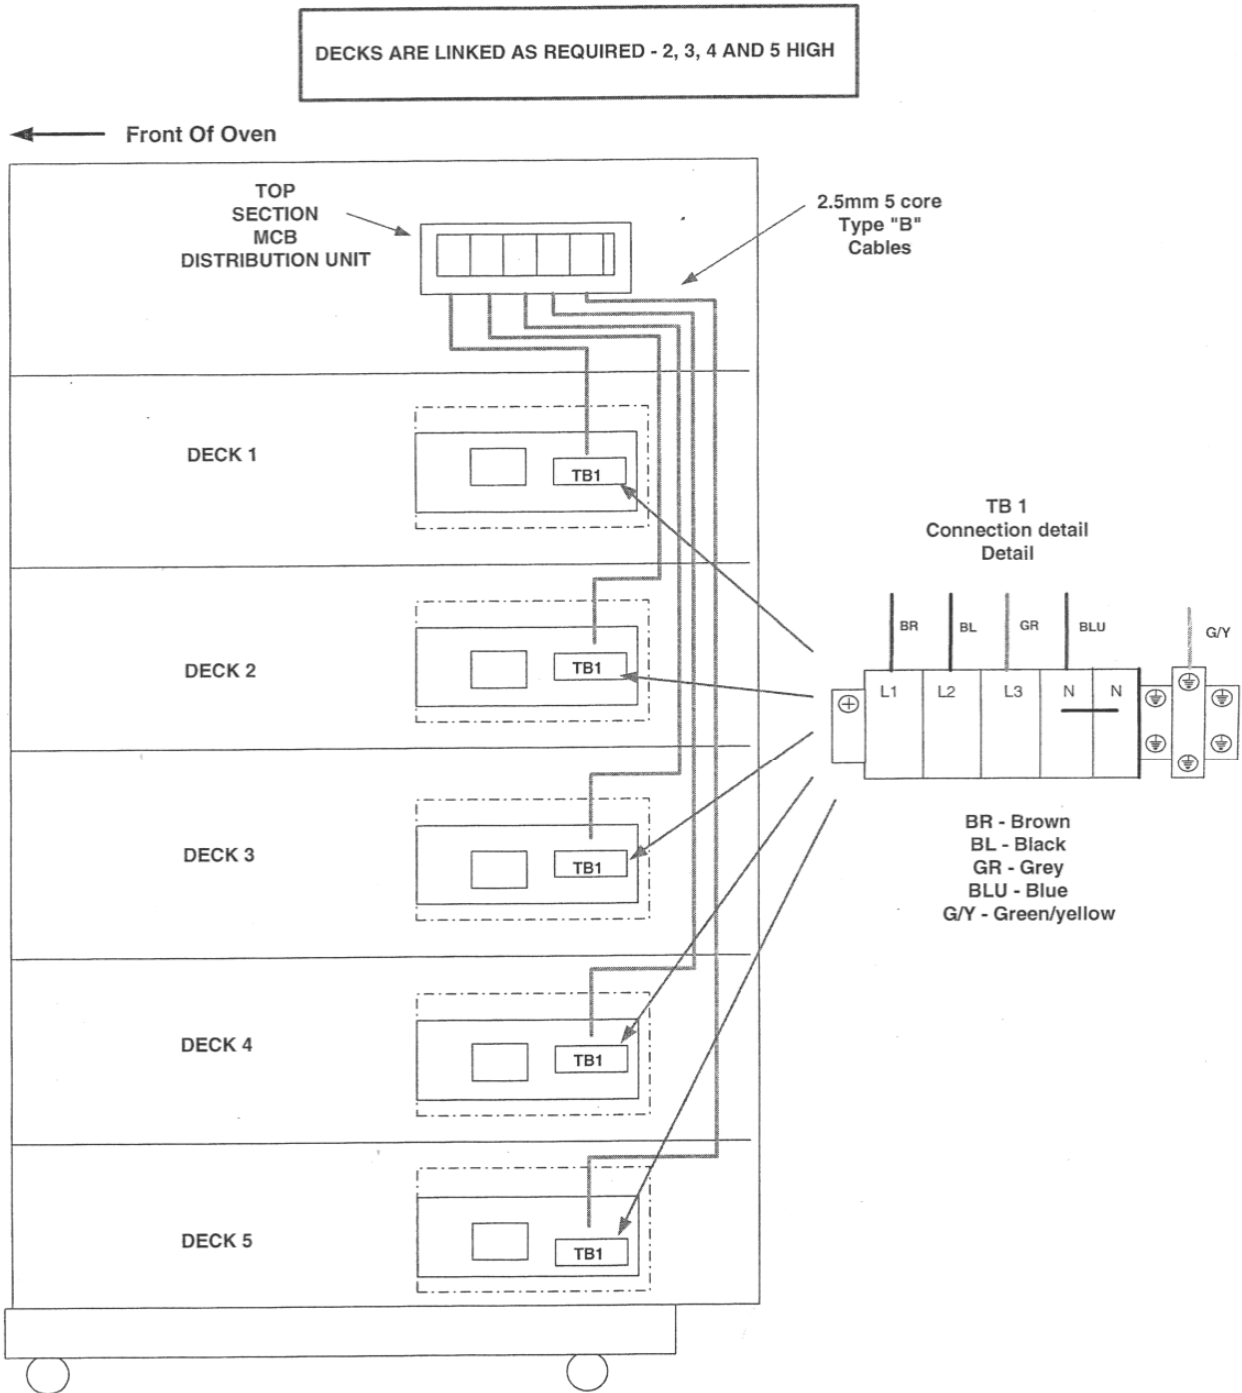 DECKS ARE LINKED AS REQUIRED - 2, 3, 4 AND 5 HIGH
Front Of Oven
TOP
SECTION
MCB
DISTRIBUTION UNIT
2.5mm 5 core
Type "B"
Cables
DECK 1
TB1
DECK 2
TB1
DECK 3
TB1
DECK 4
TB1
DECK 5
TB1
TB 1
Connection detail
Detail
BR BL GR BLU G/Y
L1 L2 L3 N N
BR - Brown
BL - Black
GR - Grey
BLU - Blue
G/Y - Green/yellow